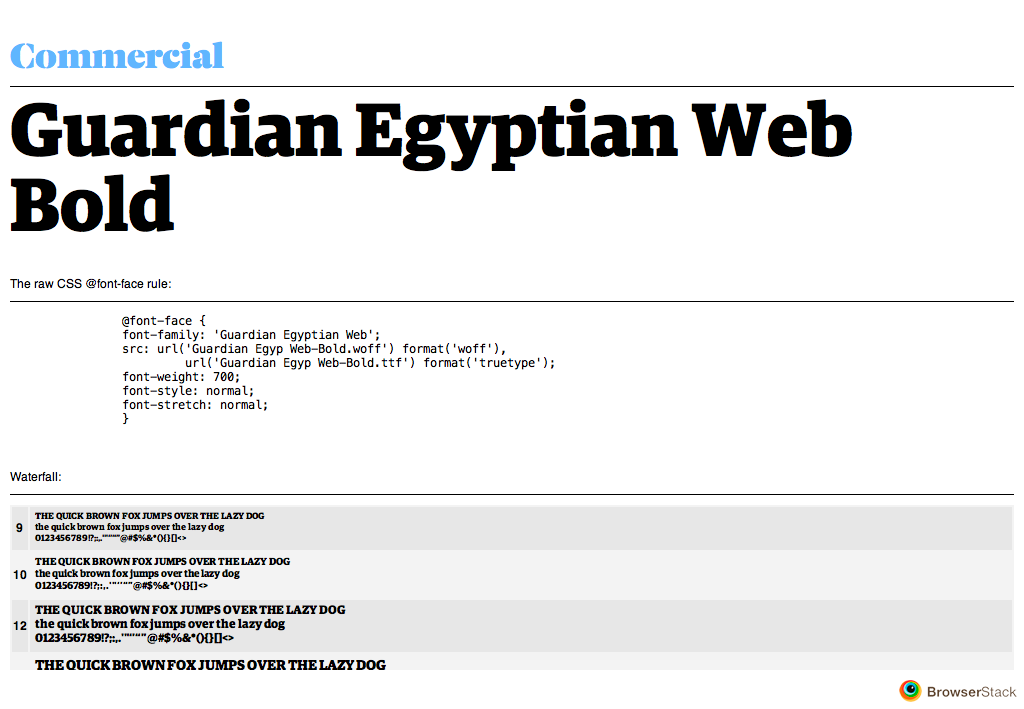 Commercial
Guardian Egyptian Web
Bold
The raw CSS @font-face rule:
@font-face {
font-family: 'Guardian Egyptian Web';
src: url('Guardian Egyp Web-Bold.woff') format('woff'),
url('Guardian Egyp Web-Bold.ttf') format('truetype');
font-weight: 700;
font-style: normal;
font-stretch: normal;
}
Waterfall:
THE QUICK BROWN FOX JUMPS OVER THE LAZY DOG
9 the quick brown fox jumps over the lazy dog
0123456789!?;:,.'"‘’“”@#$%&*(){}[]<>
THE QUICK BROWN FOX JUMPS OVER THE LAZY DOG
10 the quick brown fox jumps over the lazy dog
0123456789!?;:,.'"‘’“”@#$%&*(){}[]<>
THE QUICK BROWN FOX JUMPS OVER THE LAZY DOG
12 the quick brown fox jumps over the lazy dog
0123456789!?;:,.'"‘’“”@#$%&*(){}[]<>
THE QUICK BROWN FOX JUMPS OVER THE LAZY DOG
BrowserStack